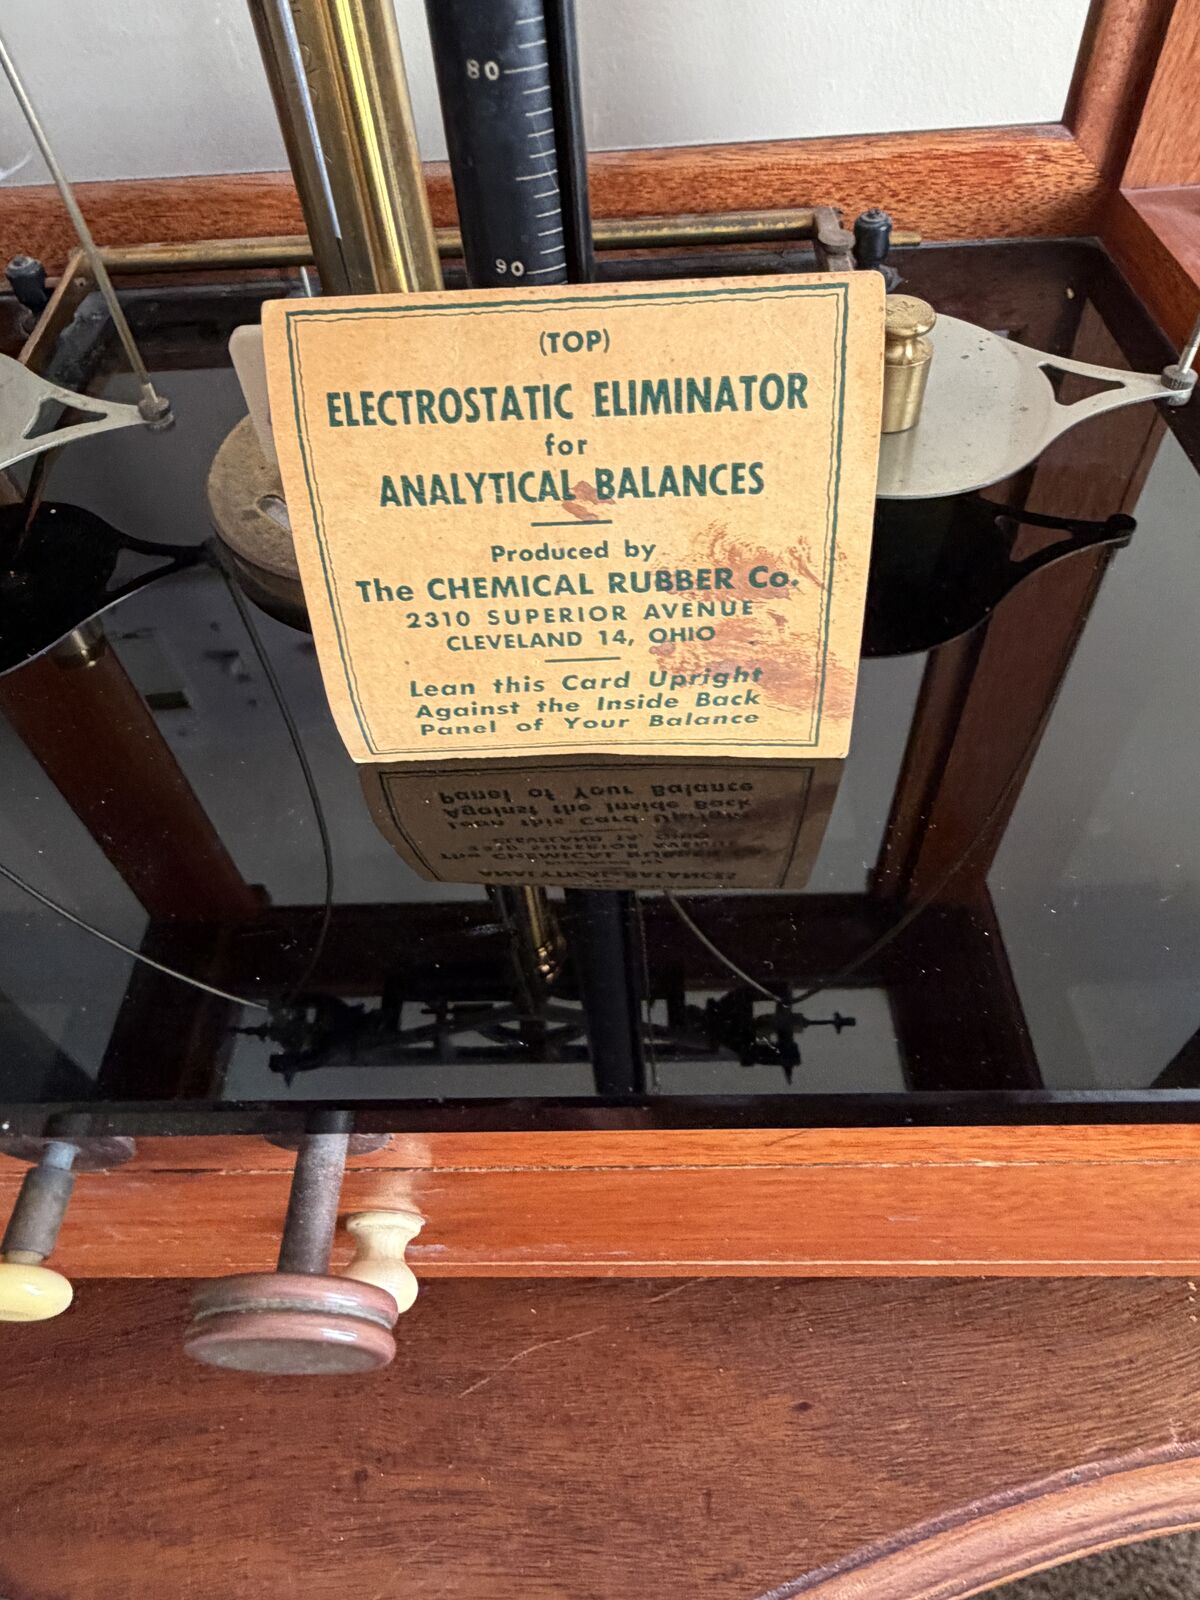 80
90
(TOP)
ELECTROSTATIC ELIMINATOR
for
ANALYTICAL BALANCES
Produced by
The CHEMICAL RUBBER Co.
2310 SUPERIOR AVENUE
CLEVELAND 14, OHIO
Lean this Card Upright
Against the Inside Back
Panel of Your Balance